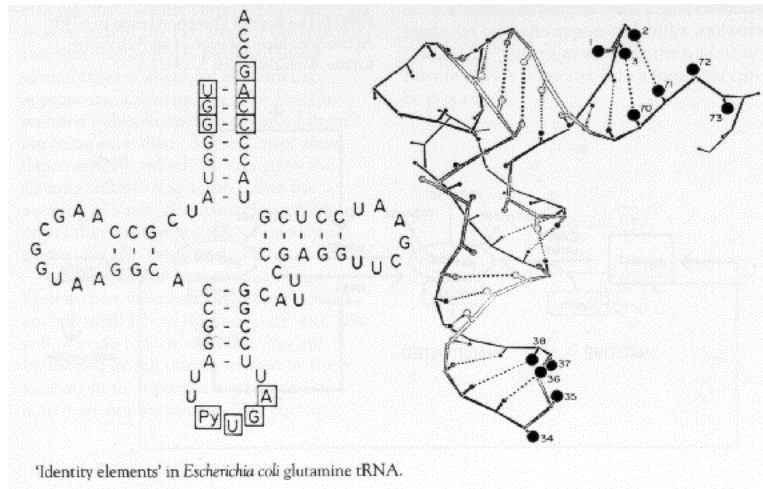 A
C
C
G
U - A
G - C
G - C
G - C
G - C
U - A
A - U
C G A A C C G C U
G C U C C U A A G C
G G U A A G G C A
C G A G G U U C U
C C U U
C A
C - G
C - G
G - C
G - C
A U
U U
U A
Py U G
1 2 3 70 71 72 73
38
37
36
35
34
'Identity elements' in Escherichia coli glutamine tRNA.